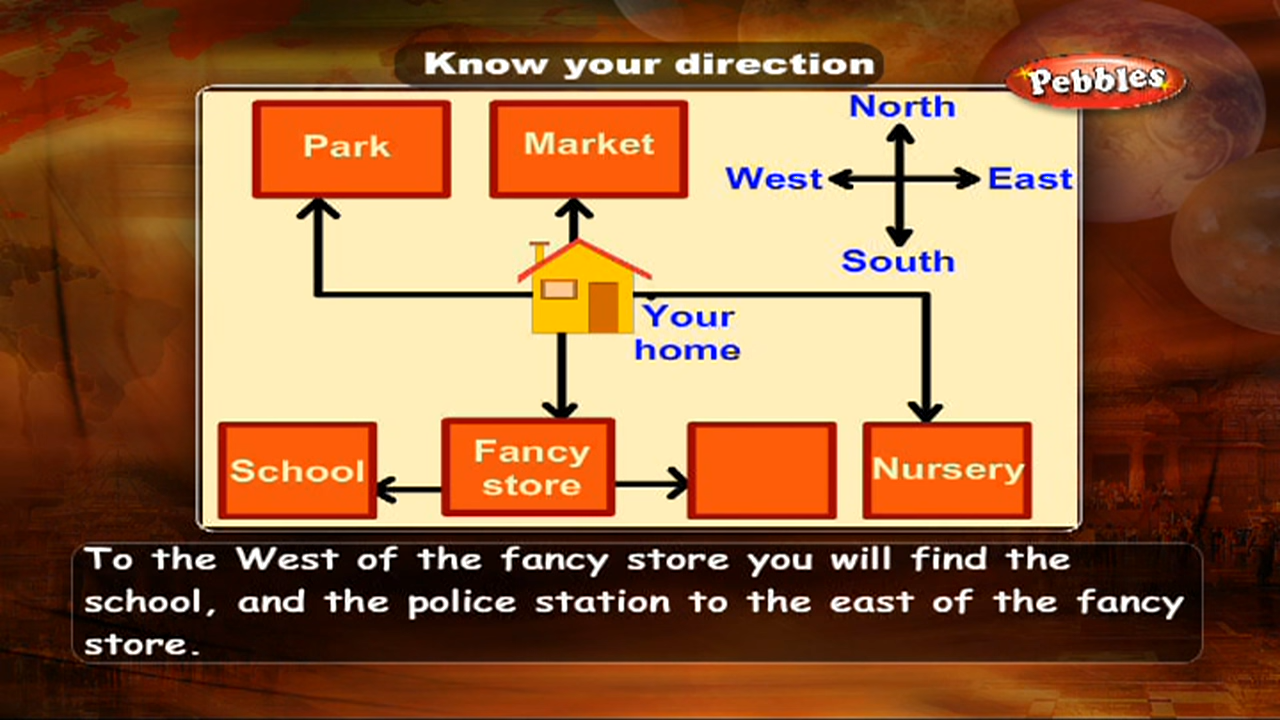 Know your direction
Pebbles
Park
Market
North
West
East
South
Your
home
School
Fancy
store
Nursery
To the West of the fancy store you will find the
school, and the police station to the east of the fancy
store.